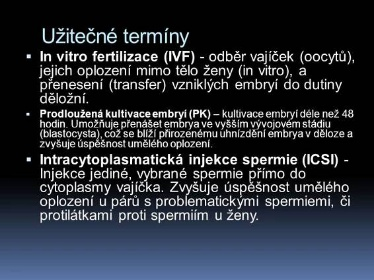 Užitečné termíny
▪ In vitro fertilizace (IVF) - odběr vajíček (oocytů),
jejich oplození mimo tělo ženy (in vitro), a
přenesení (transfer) vzniklých embryí do dutiny
děložní.
▪ Prodloužená kultivace embryí (PK) – kultivace embryí déle než 48
hodin. Umožňuje přenášet embrya ve vyšším vývojovém stádiu
(blastocysta), což se blíží přirozenému uhnízdění embrya v děloze a
zvyšuje úspěšnost umělého oplození.
▪ Intracytoplasmatická injekce spermie (ICSI) -
Injekce jediné, vybrané spermie přímo do
cytoplasmy vajíčka. Zvyšuje úspěšnost umělého
oplození u párů s problematickými spermiemi, či
protilátkami proti spermiím u ženy.